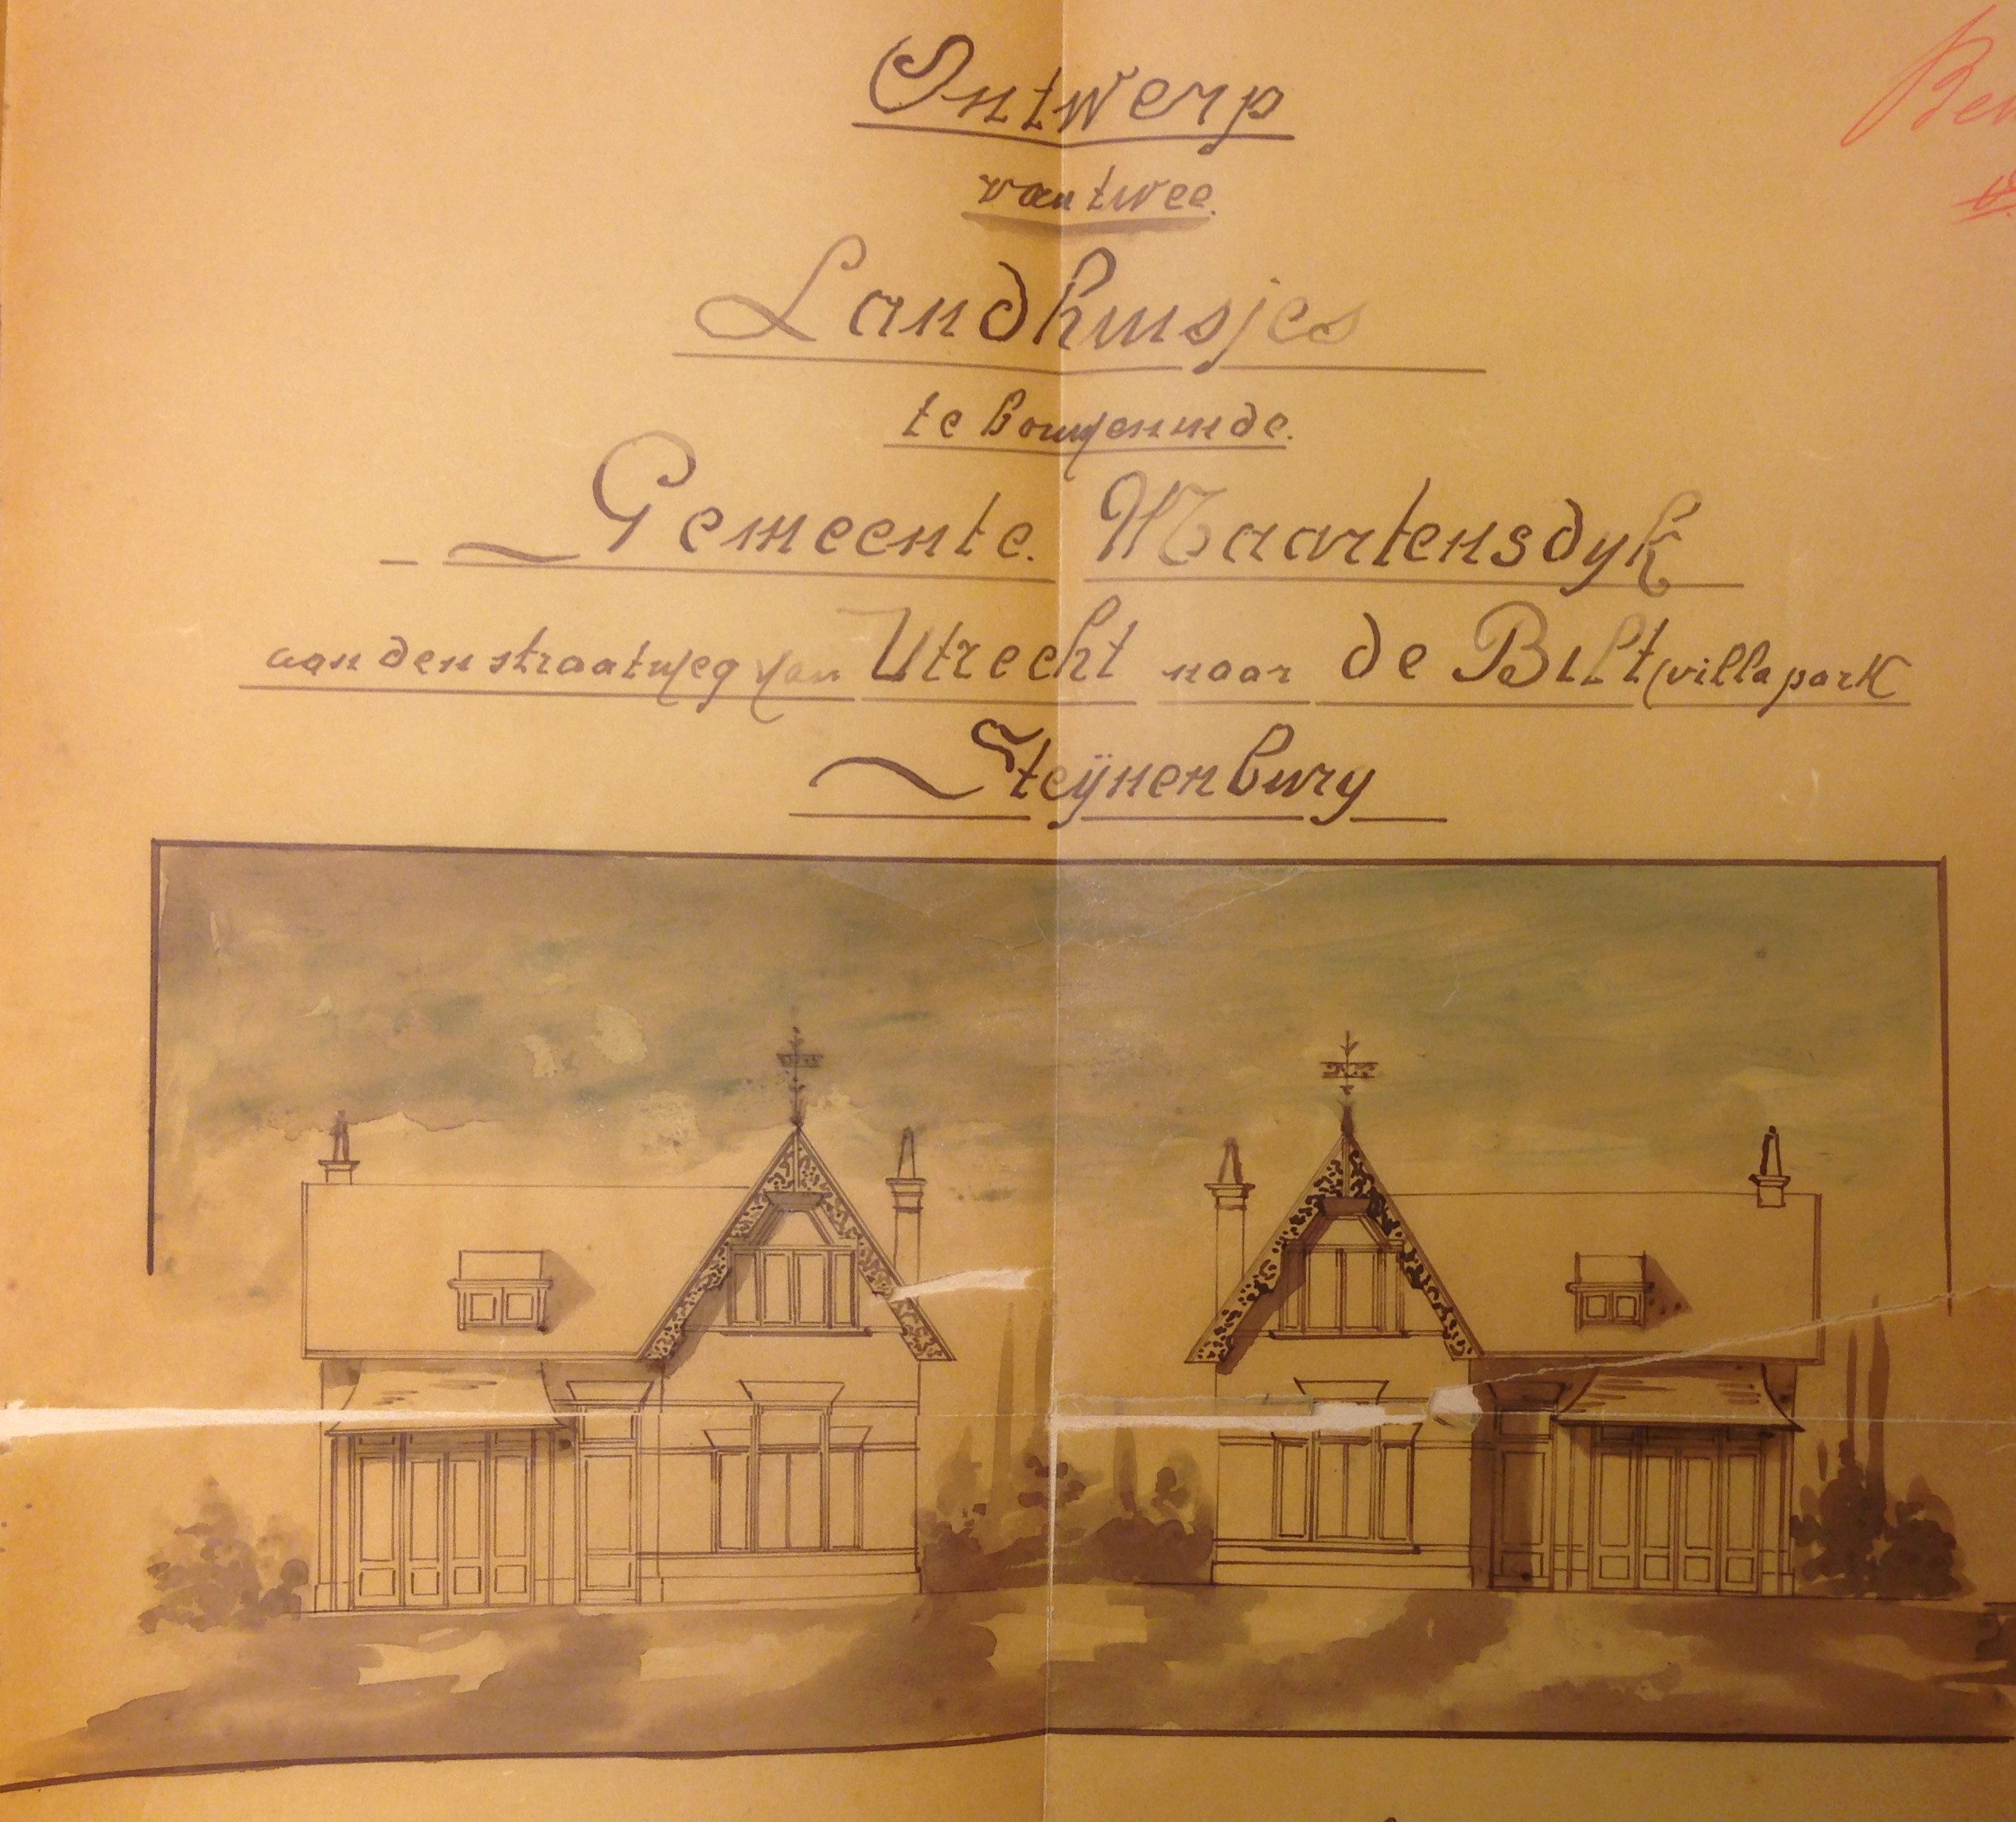 Ontwerp
van twee.
Landhuisjes
te bouwen in de.
Gemeente. Maartensdyk
aan den straatweg van Utrecht naar de Bilt (villapark
Steÿnenburg